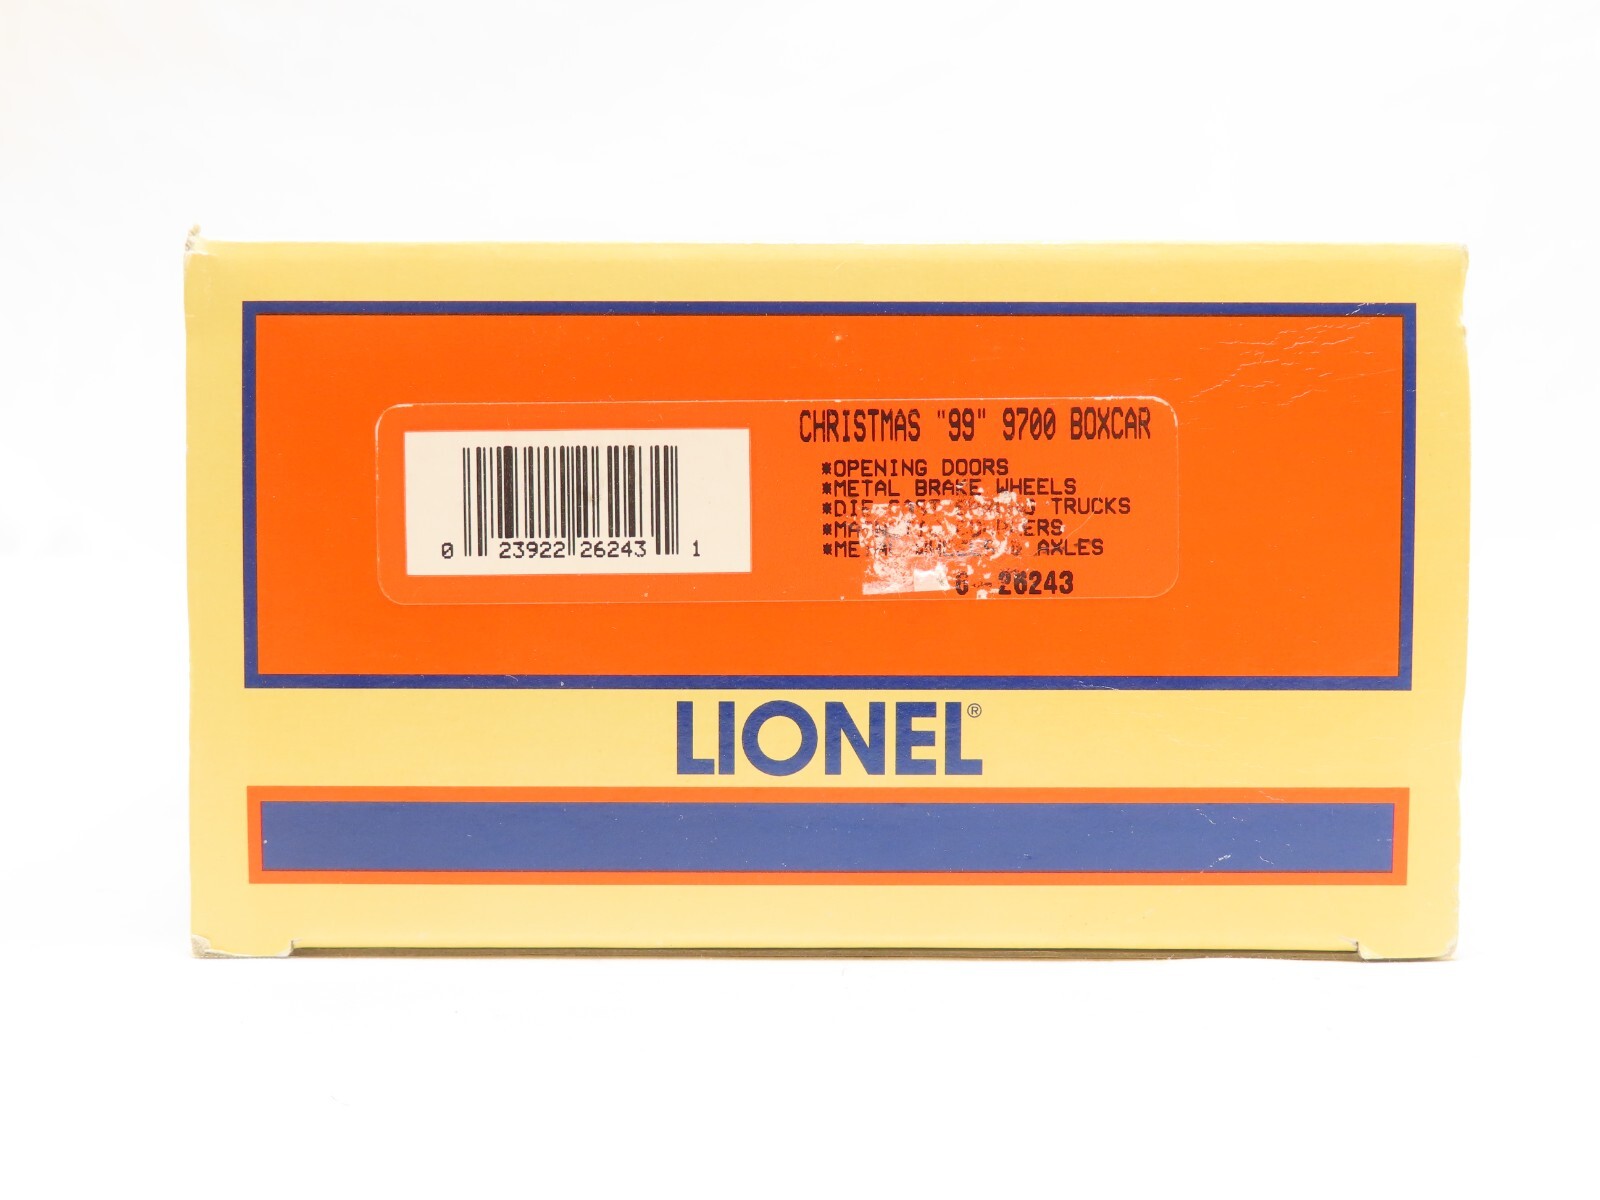 CHRISTMAS "99" 9700 BOXCAR
*OPENING DOORS
*METAL BRAKE WHEELS
TRUCKS
AXLES
26243
0 23922 26243 1
LIONEL®